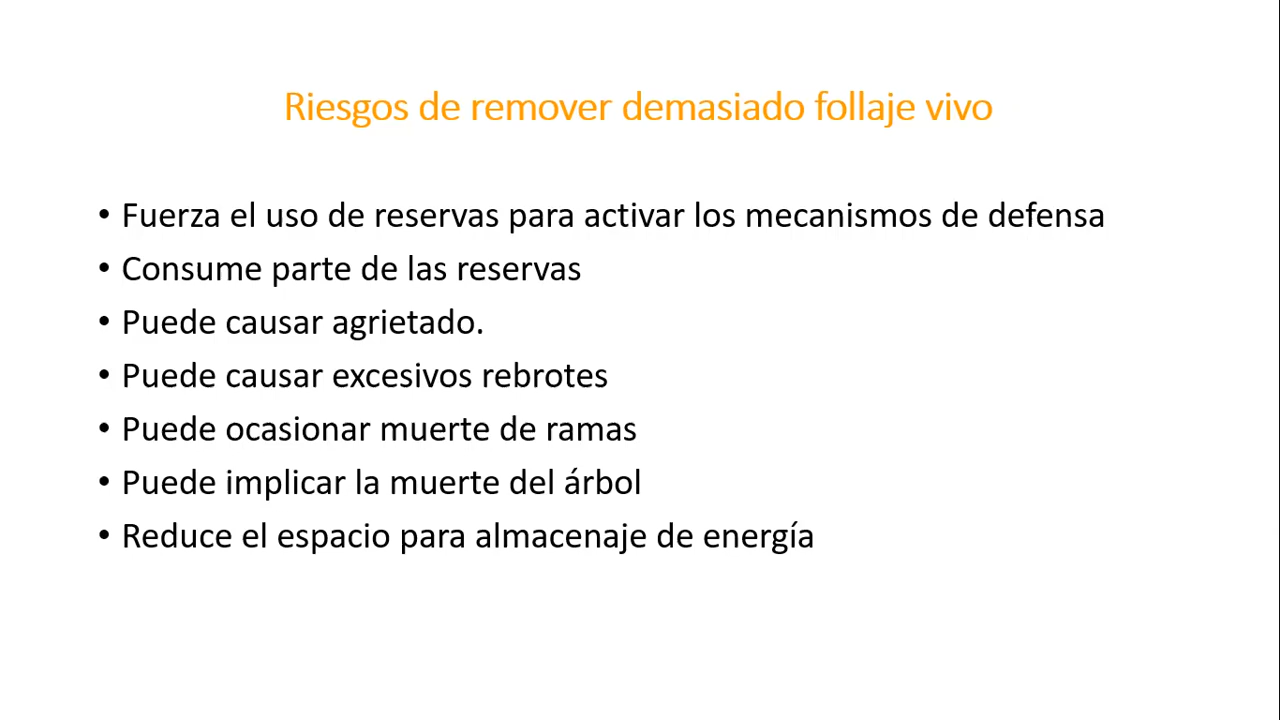 Riesgos de remover demasiado follaje vivo
• Fuerza el uso de reservas para activar los mecanismos de defensa
• Consume parte de las reservas
• Puede causar agrietado.
• Puede causar excesivos rebrotes
• Puede ocasionar muerte de ramas
• Puede implicar la muerte del árbol
• Reduce el espacio para almacenaje de energía